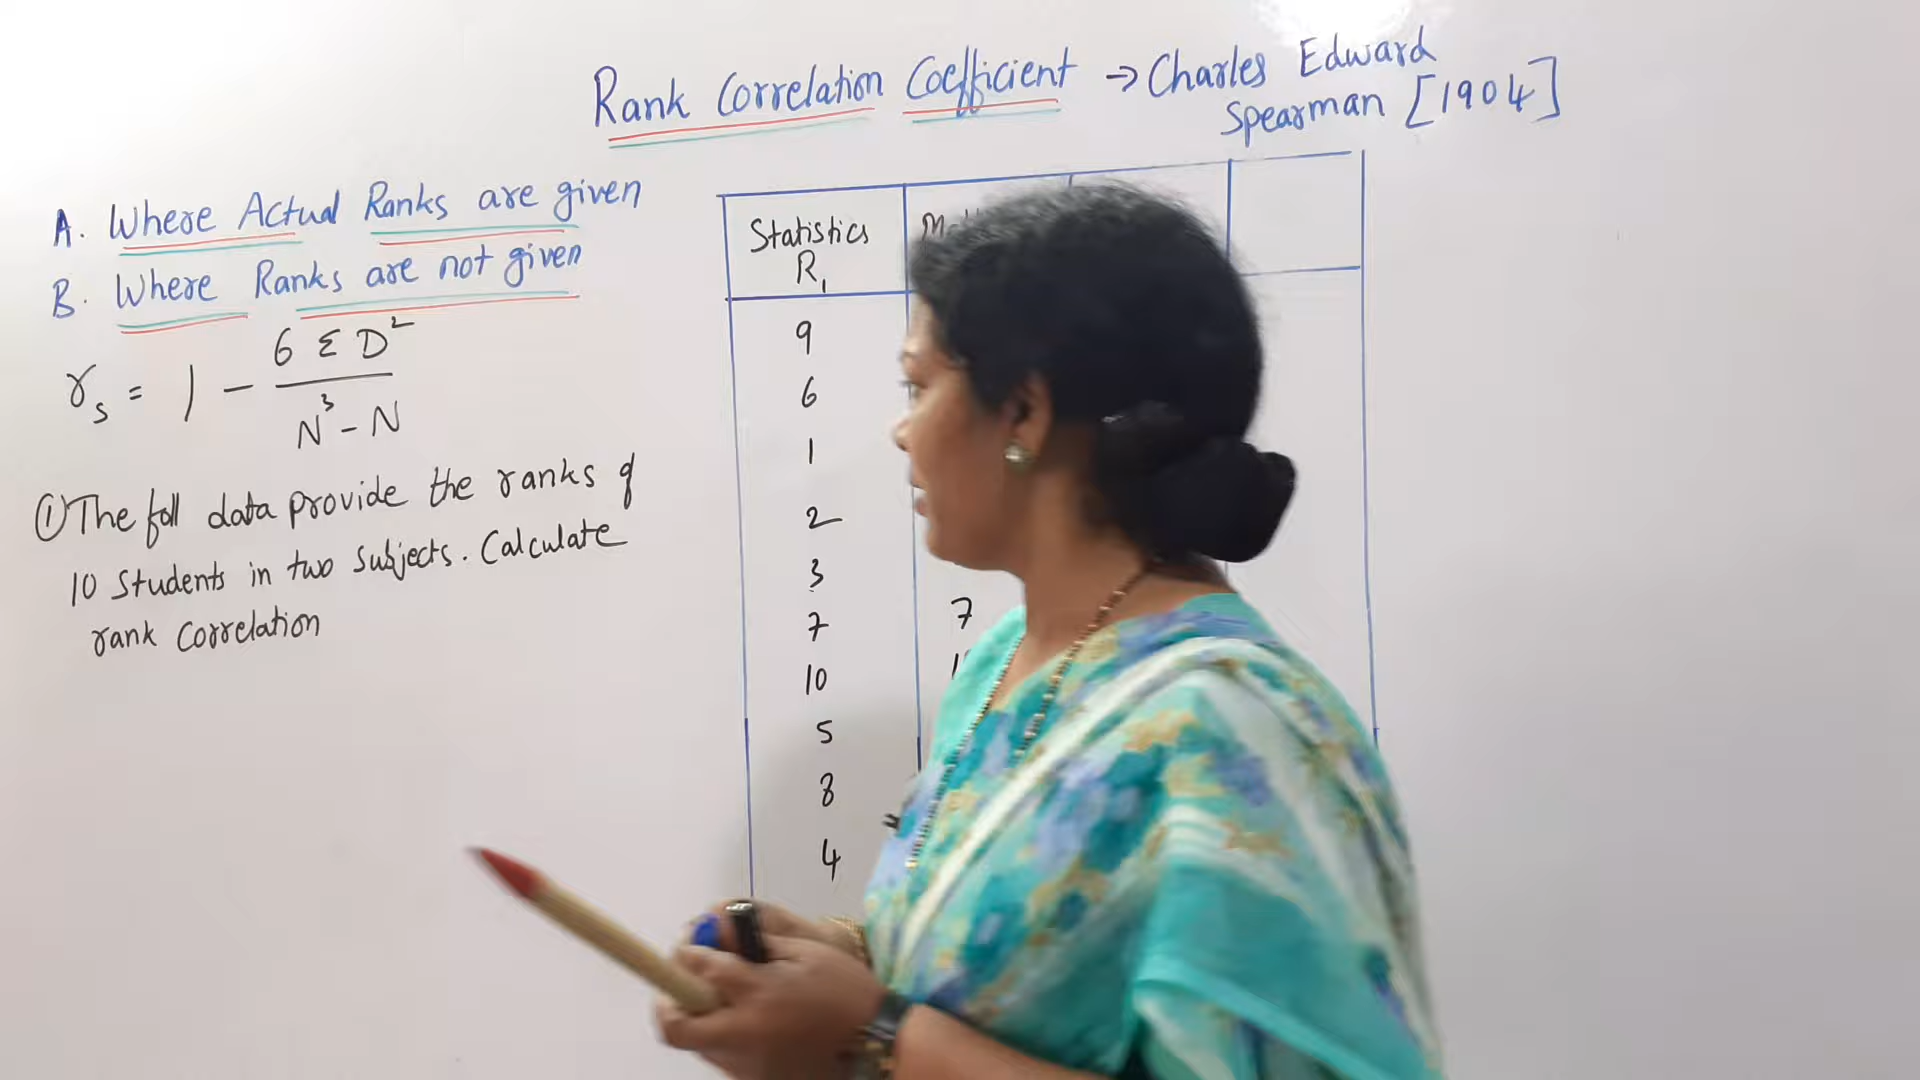 Rank Correlation Coefficient → Charles Edward
Spearman [1904]
A. Where Actual Ranks are given
B. Where Ranks are not given
r_s = 1 - 6 Σ D² / N³ - N
① The foll data provide the ranks of
10 Students in two subjects. Calculate
rank Correlation
Statistics
R₁
9
6
1
2
3
7 7
10
5
8
4